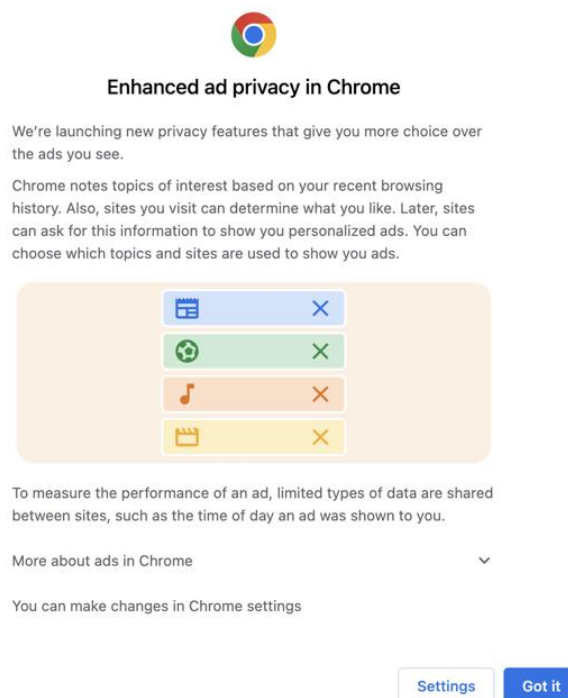 Enhanced ad privacy in Chrome
We’re launching new privacy features that give you more choice over
the ads you see.
Chrome notes topics of interest based on your recent browsing
history. Also, sites you visit can determine what you like. Later, sites
can ask for this information to show you personalized ads. You can
choose which topics and sites are used to show you ads.
To measure the performance of an ad, limited types of data are shared
between sites, such as the time of day an ad was shown to you.
More about ads in Chrome
You can make changes in Chrome settings
Settings Got it